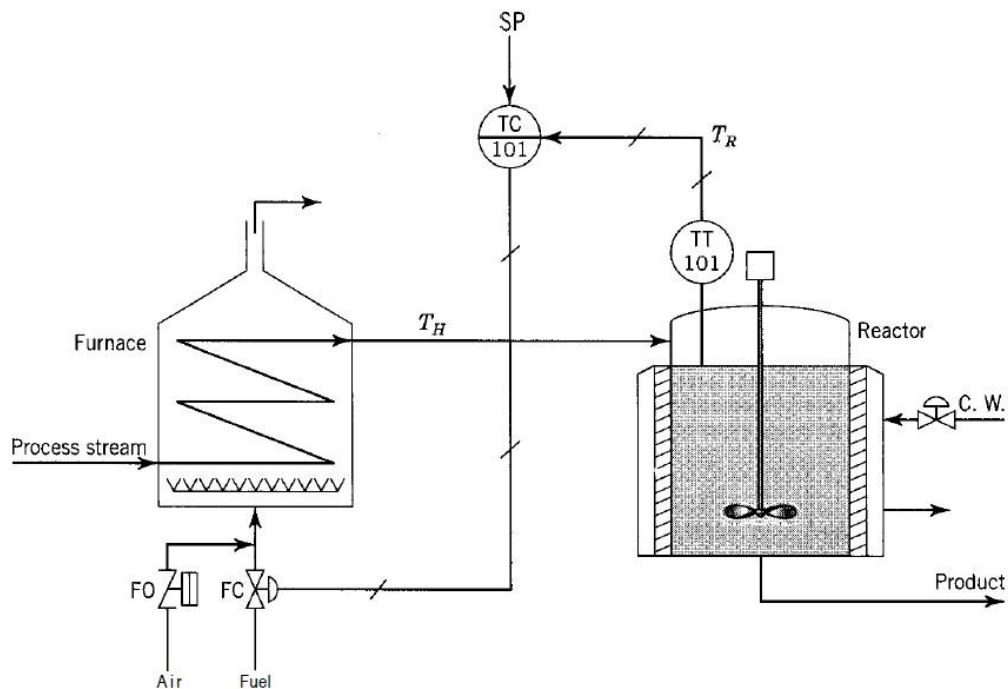 SP
TC
101
T_R
TT
101
Furnace
T_H
Reactor
C. W.
Process stream
FO
FC
Product
Air
Fuel